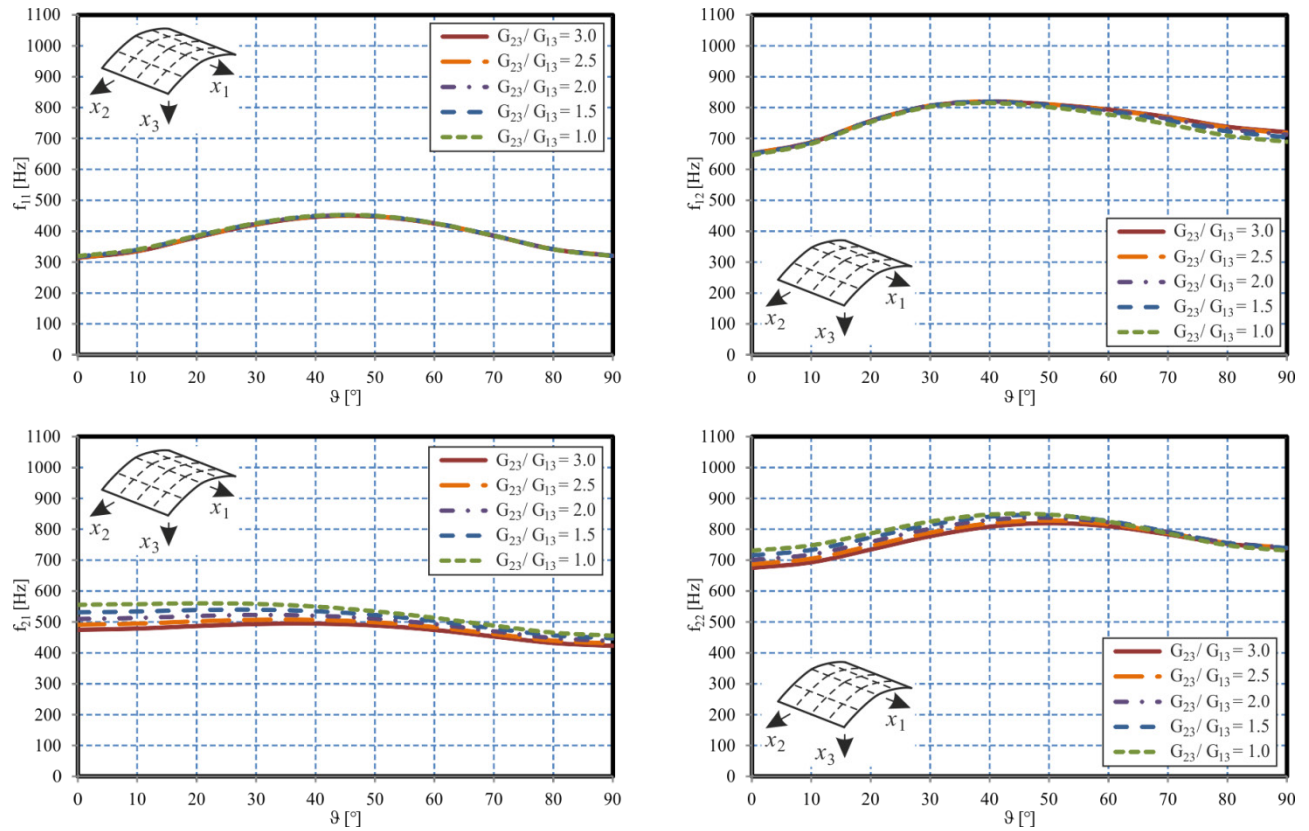 1100
1000
900
800
700
600
500
400
300
200
100
0
f₁₁ [Hz]
x₂
x₁
x₃
G₂₃/ G₁₃ = 3.0
G₂₃/ G₁₃ = 2.5
G₂₃/ G₁₃ = 2.0
G₂₃/ G₁₃ = 1.5
G₂₃/ G₁₃ = 1.0
0 10 20 30 40 50 60 70 80 90
ϑ [°]
1100
1000
900
800
700
600
500
400
300
200
100
0
f₁₂ [Hz]
x₂
x₁
x₃
G₂₃/ G₁₃ = 3.0
G₂₃/ G₁₃ = 2.5
G₂₃/ G₁₃ = 2.0
G₂₃/ G₁₃ = 1.5
G₂₃/ G₁₃ = 1.0
0 10 20 30 40 50 60 70 80 90
ϑ [°]
1100
1000
900
800
700
600
500
400
300
200
100
0
f₂₁ [Hz]
x₂
x₁
x₃
G₂₃/ G₁₃ = 3.0
G₂₃/ G₁₃ = 2.5
G₂₃/ G₁₃ = 2.0
G₂₃/ G₁₃ = 1.5
G₂₃/ G₁₃ = 1.0
0 10 20 30 40 50 60 70 80 90
ϑ [°]
1100
1000
900
800
700
600
500
400
300
200
100
0
f₂₂ [Hz]
x₂
x₁
x₃
G₂₃/ G₁₃ = 3.0
G₂₃/ G₁₃ = 2.5
G₂₃/ G₁₃ = 2.0
G₂₃/ G₁₃ = 1.5
G₂₃/ G₁₃ = 1.0
0 10 20 30 40 50 60 70 80 90
ϑ [°]